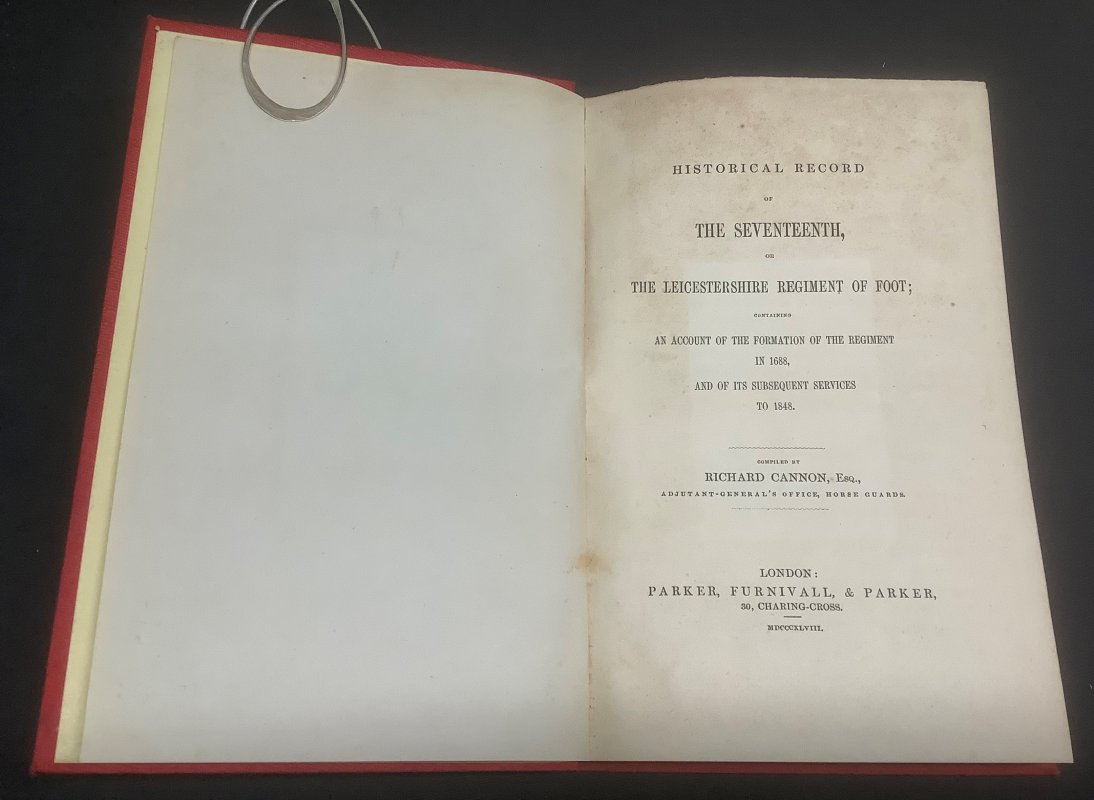 HISTORICAL RECORD
OF
THE SEVENTEENTH,
OR
THE LEICESTERSHIRE REGIMENT OF FOOT;
CONTAINING
AN ACCOUNT OF THE FORMATION OF THE REGIMENT
IN 1688,
AND OF ITS SUBSEQUENT SERVICES
TO 1848.
COMPILED BY
RICHARD CANNON, ESQ.,
ADJUTANT-GENERAL'S OFFICE, HORSE GUARDS.
LONDON:
PARKER, FURNIVALL, & PARKER,
30, CHARING-CROSS.
MDCCCXLVIII.